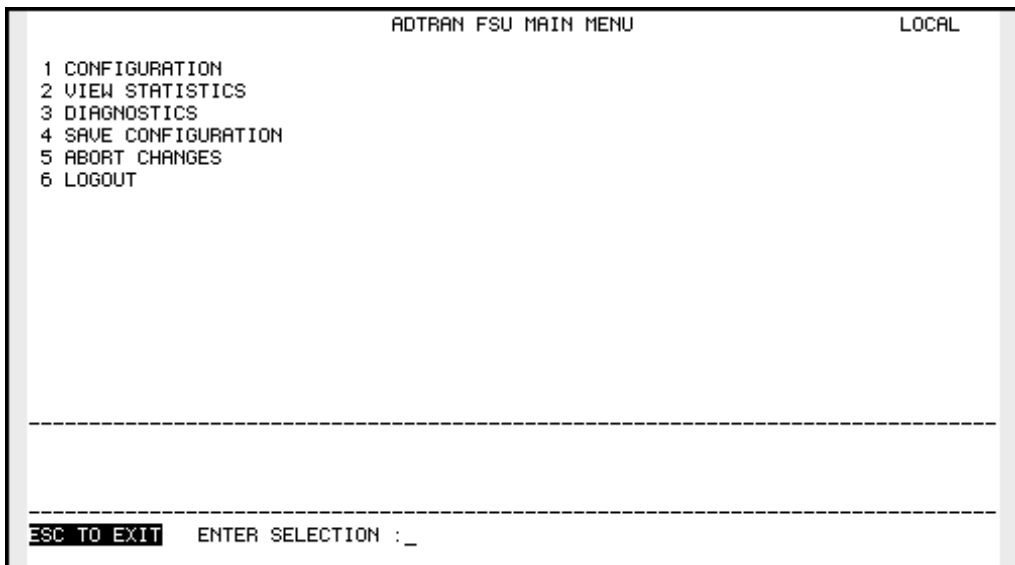 ADTRAN FSU MAIN MENU LOCAL
1 CONFIGURATION
2 VIEW STATISTICS
3 DIAGNOSTICS
4 SAVE CONFIGURATION
5 ABORT CHANGES
6 LOGOUT
ESC TO EXIT ENTER SELECTION :_